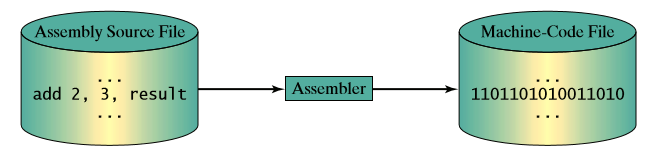 Assembly Source File
...
add 2, 3, result
...
Assembler
Machine-Code File
...
1101101010011010
...